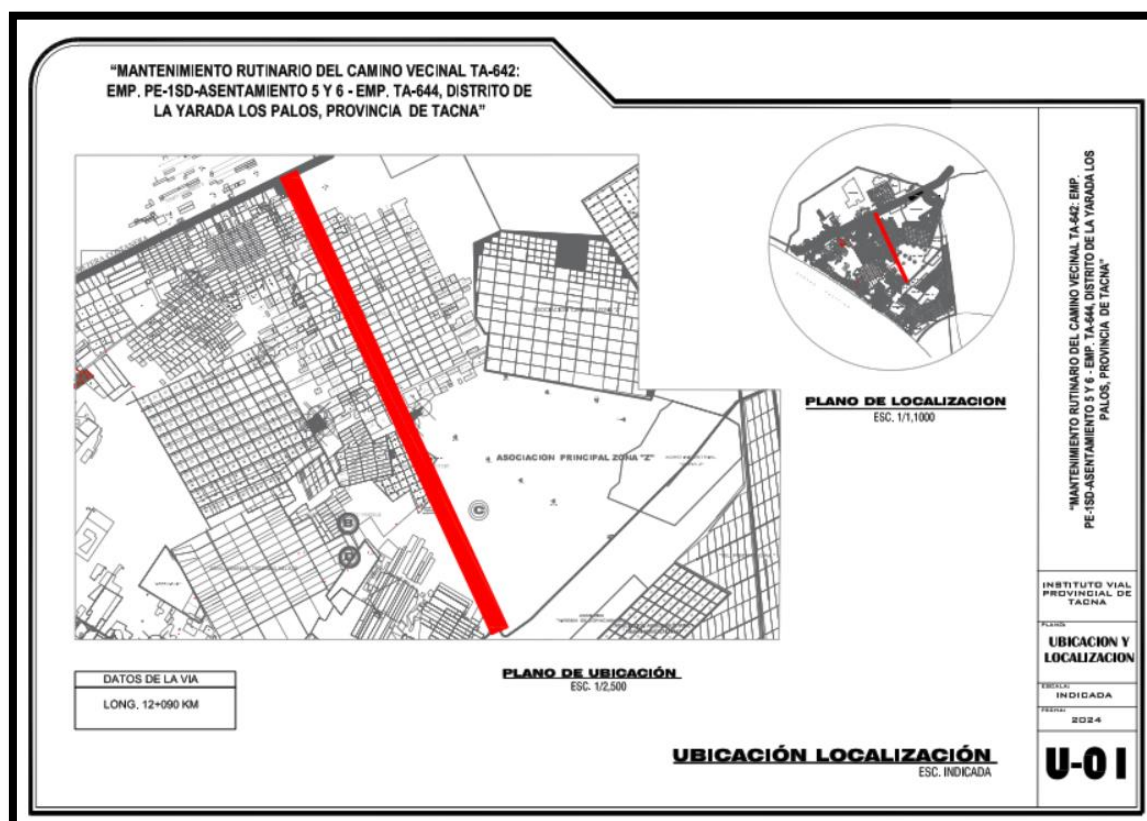 “MANTENIMIENTO RUTINARIO DEL CAMINO VECINAL TA-642:
EMP. PE-1SD-ASENTAMIENTO 5 Y 6 - EMP. TA-644, DISTRITO DE
LA YARADA LOS PALOS, PROVINCIA DE TACNA”
ASOCIACION PRINCIPAL ZONA "Z"
B
C
PLANO DE UBICACIÓN
ESC. 1/2,500
DATOS DE LA VIA
LONG. 12+090 KM
PLANO DE LOCALIZACION
ESC. 1/1,1000
UBICACIÓN LOCALIZACIÓN
ESC. INDICADA
“MANTENIMIENTO RUTINARIO DEL CAMINO VECINAL TA-642: EMP.
PE-1SD-ASENTAMIENTO 5 Y 6 - EMP. TA-644, DISTRITO DE LA YARADA LOS
PALOS, PROVINCIA DE TACNA”
INSTITUTO VIAL
PROVINCIAL DE
TACNA
PLANO:
UBICACION Y
LOCALIZACION
ESCALA:
INDICADA
FECHA:
2024
U-01